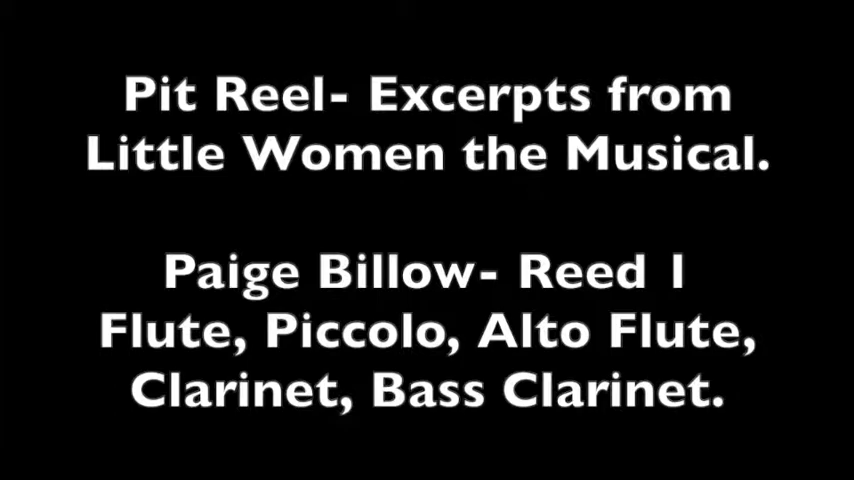 Pit Reel- Excerpts from
Little Women the Musical.
Paige Billow- Reed 1
Flute, Piccolo, Alto Flute,
Clarinet, Bass Clarinet.